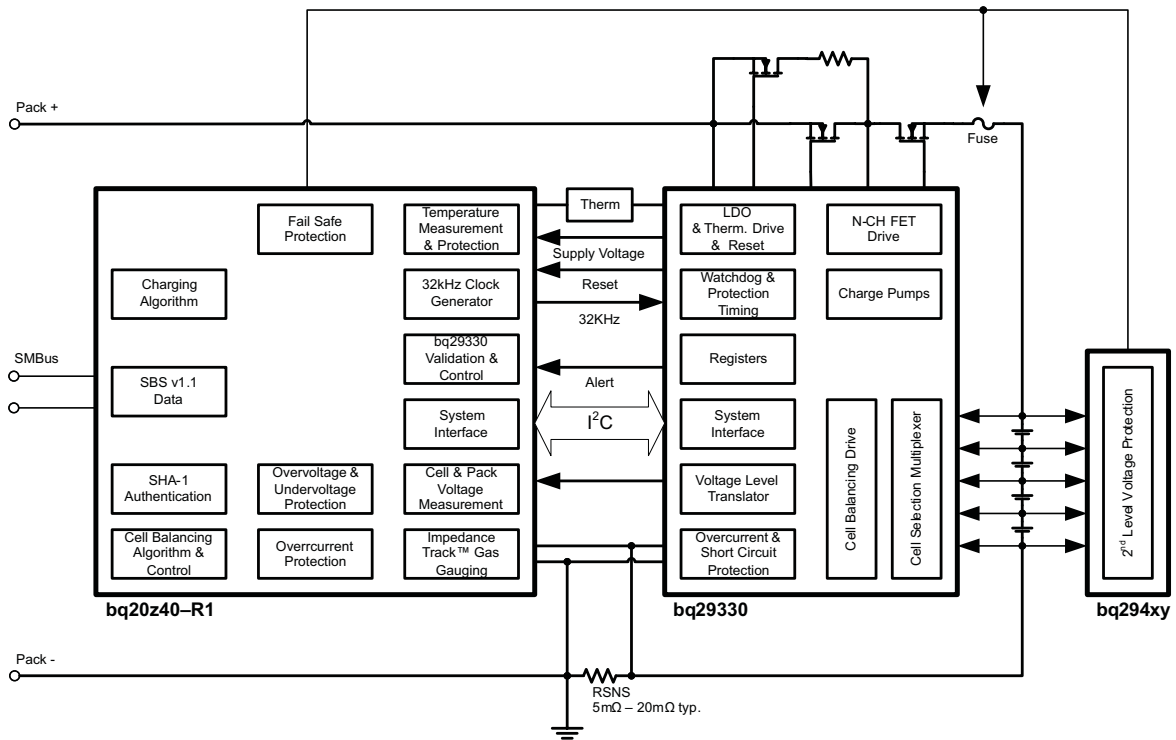 Pack +
Fuse
Therm
Fail Safe
Protection
Temperature
Measurement
& Protection
LDO
& Therm. Drive
& Reset
N-CH FET
Drive
Supply Voltage
Charging
Algorithm
32kHz Clock
Generator
Reset
32KHz
Watchdog &
Protection
Timing
Charge Pumps
SMBus
SBS v1.1
Data
bq29330
Validation &
Control
Alert
Registers
System
Interface
I²C
System
Interface
Cell Balancing Drive
Cell Selection Multiplexer
2nd Level Voltage Protection
SHA-1
Authentication
Overvoltage &
Undervoltage
Protection
Cell & Pack
Voltage
Measurement
Voltage Level
Translator
Cell Balancing
Algorithm &
Control
Overrcurrent
Protection
Impedance
Track™ Gas
Gauging
Overcurrent &
Short Circuit
Protection
bq20z40–R1
bq29330
bq294xy
Pack -
RSNS
5mΩ – 20mΩ typ.